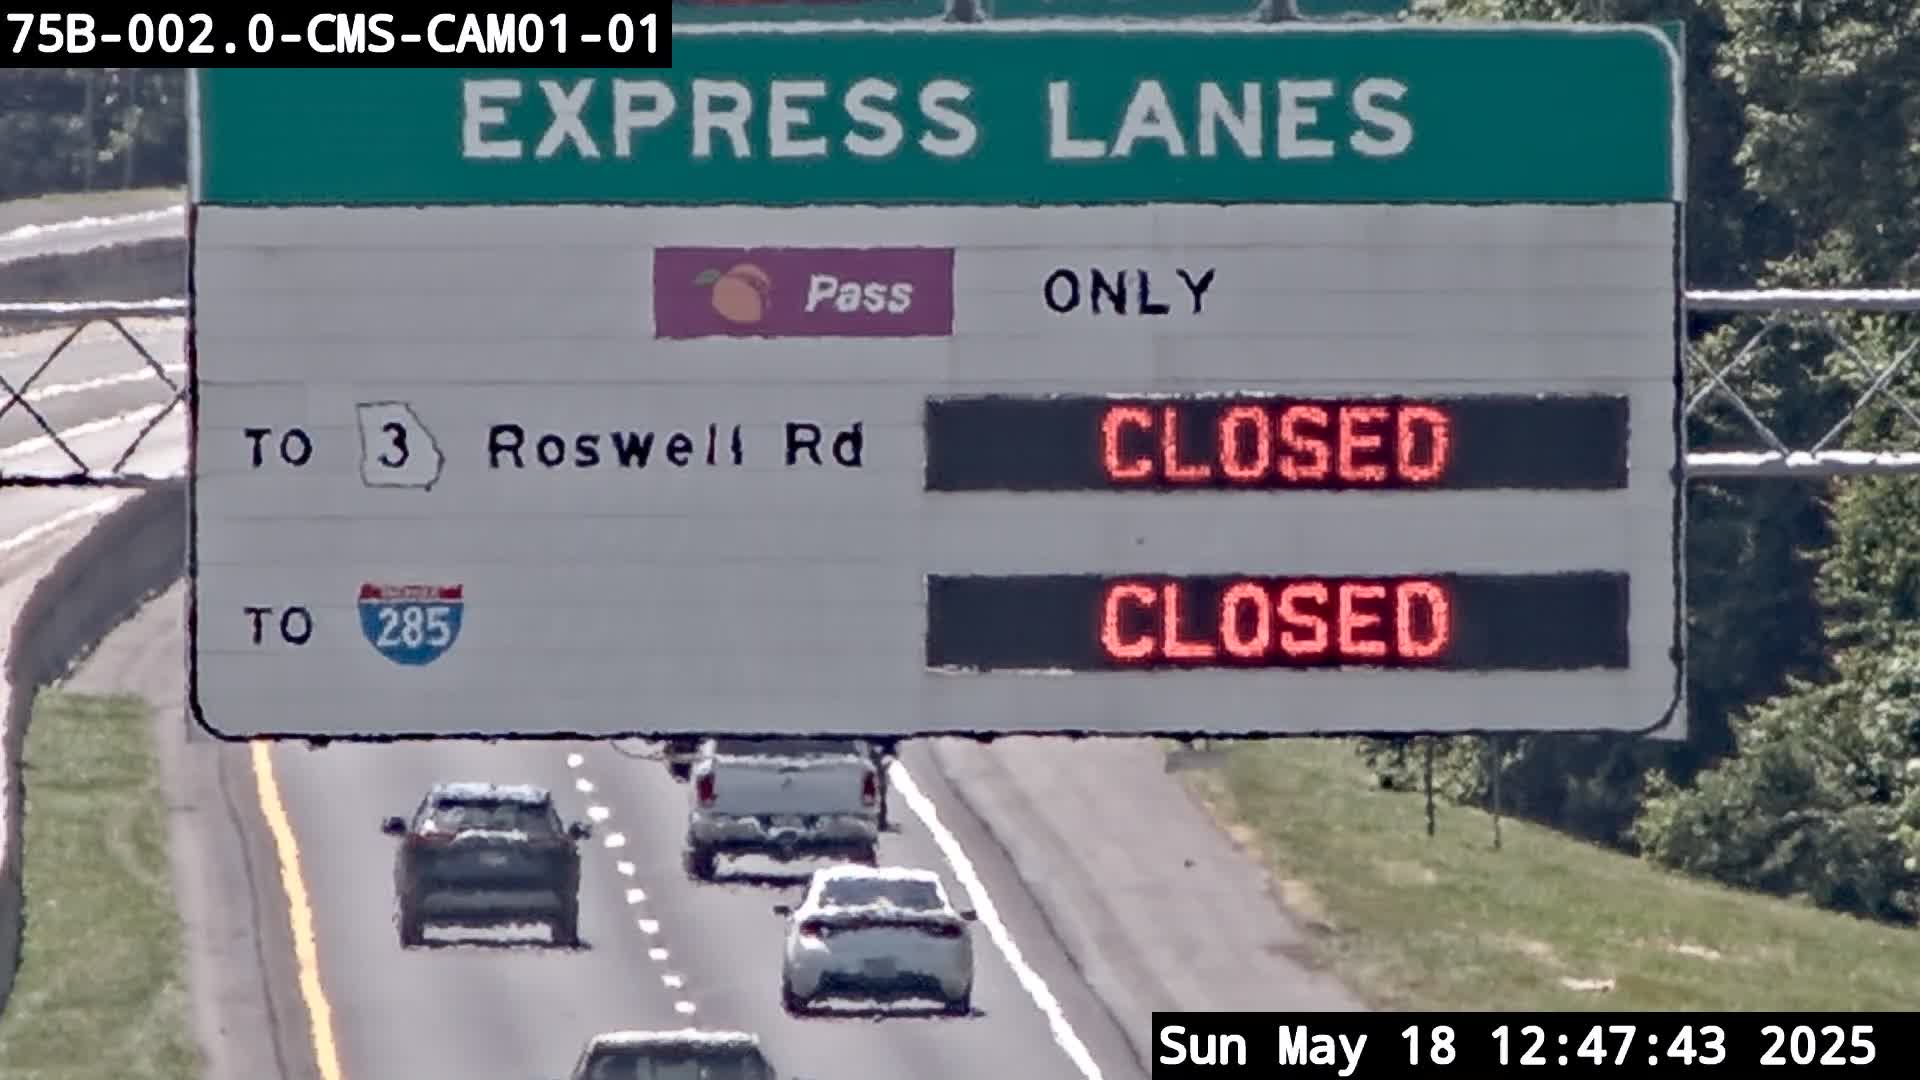 75B-002.0-CMS-CAM01-01
EXPRESS LANES
Pass ONLY
TO 3 Roswell Rd CLOSED
TO 285 CLOSED
Sun May 18 12:47:43 2025